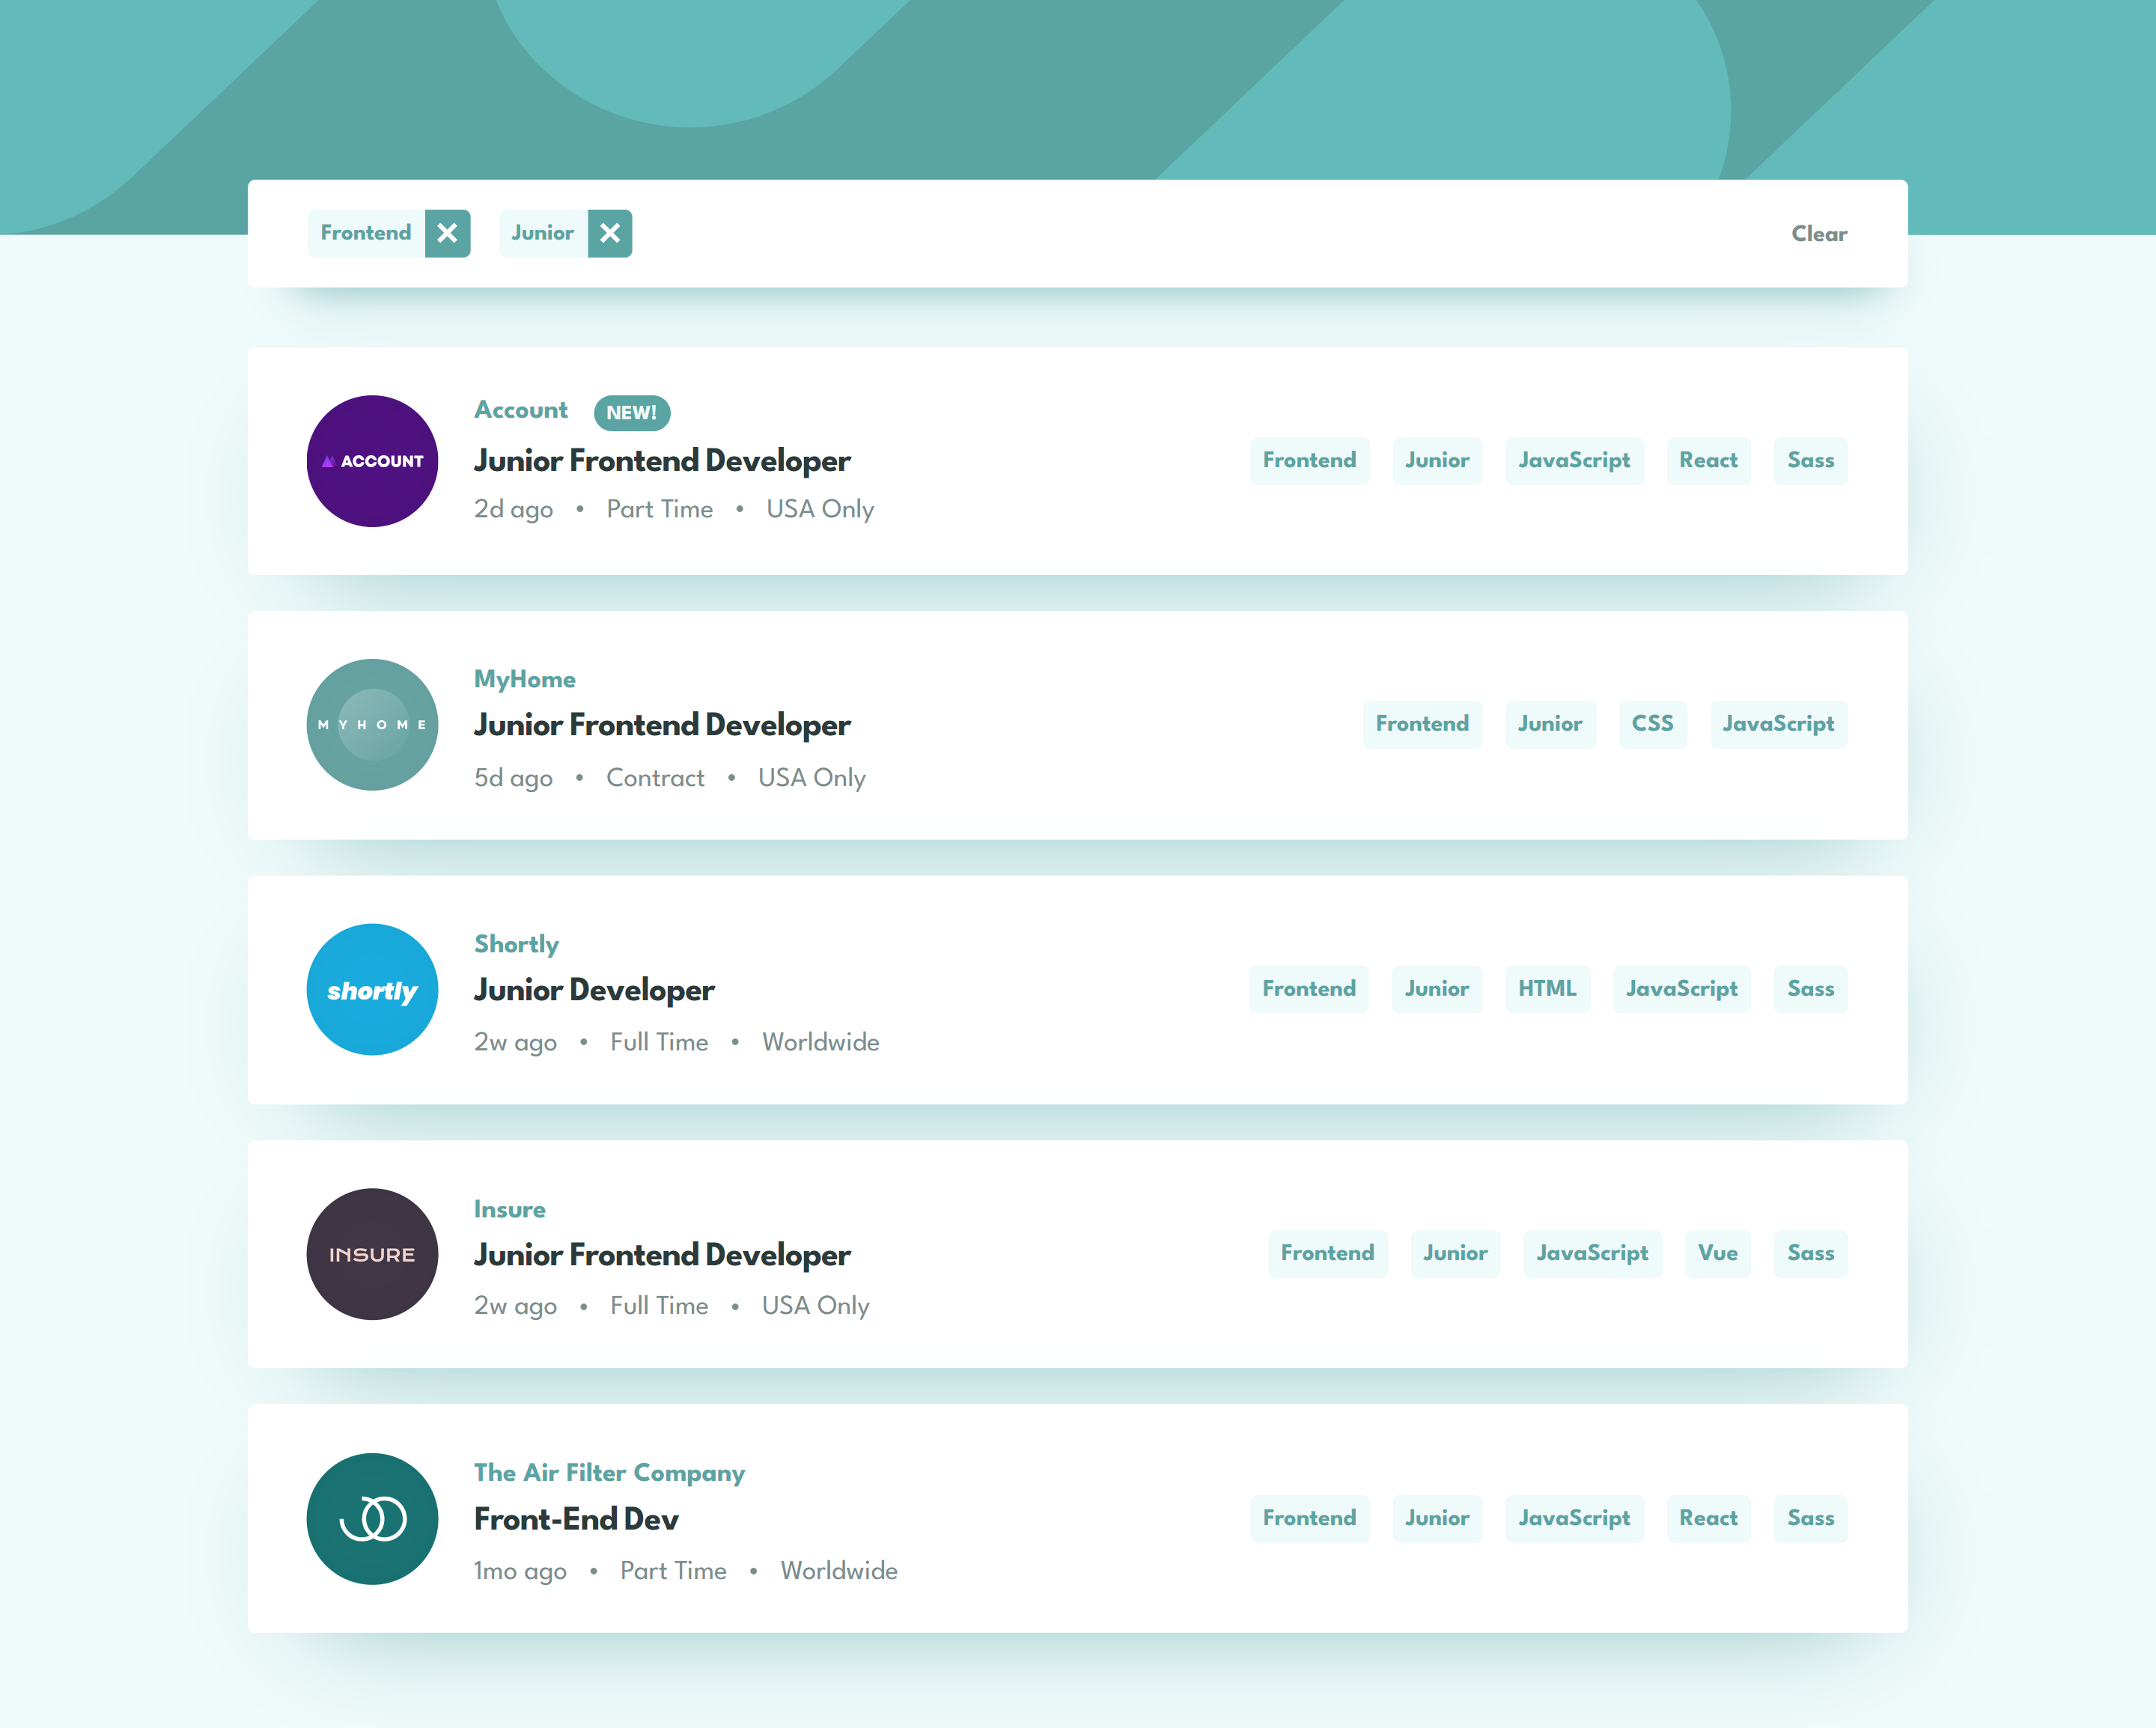 Frontend Junior Clear
ACCOUNT
Account NEW!
Junior Frontend Developer
2d ago • Part Time • USA Only
Frontend Junior JavaScript React Sass
MYHOME
MyHome
Junior Frontend Developer
5d ago • Contract • USA Only
Frontend Junior CSS JavaScript
shortly
Shortly
Junior Developer
2w ago • Full Time • Worldwide
Frontend Junior HTML JavaScript Sass
INSURE
Insure
Junior Frontend Developer
2w ago • Full Time • USA Only
Frontend Junior JavaScript Vue Sass
The Air Filter Company
Front-End Dev
1mo ago • Part Time • Worldwide
Frontend Junior JavaScript React Sass